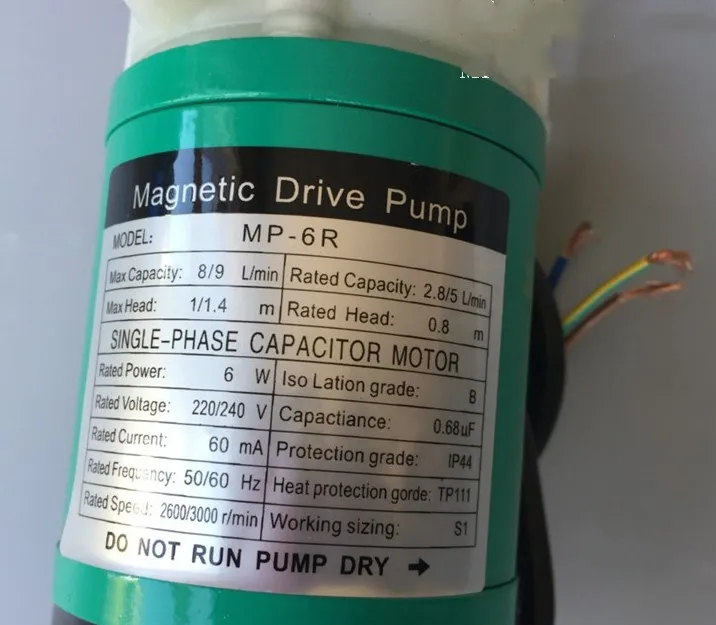 Magnetic Drive Pump
MODEL: MP-6R
Max Capacity: 8/9 L/min Rated Capacity: 2.8/5 L/min
Max Head: 1/1.4 m Rated Head: 0.8 m
SINGLE-PHASE CAPACITOR MOTOR
Rated Power: 6 W Iso Lation grade: B
Rated Voltage: 220/240 V Capactiance: 0.68uF
Rated Current: 60 mA Protection grade: IP44
Rated Frequency: 50/60 Hz Heat protection gorde: TP111
Rated Speed: 2600/3000 r/min Working sizing: S1
DO NOT RUN PUMP DRY →